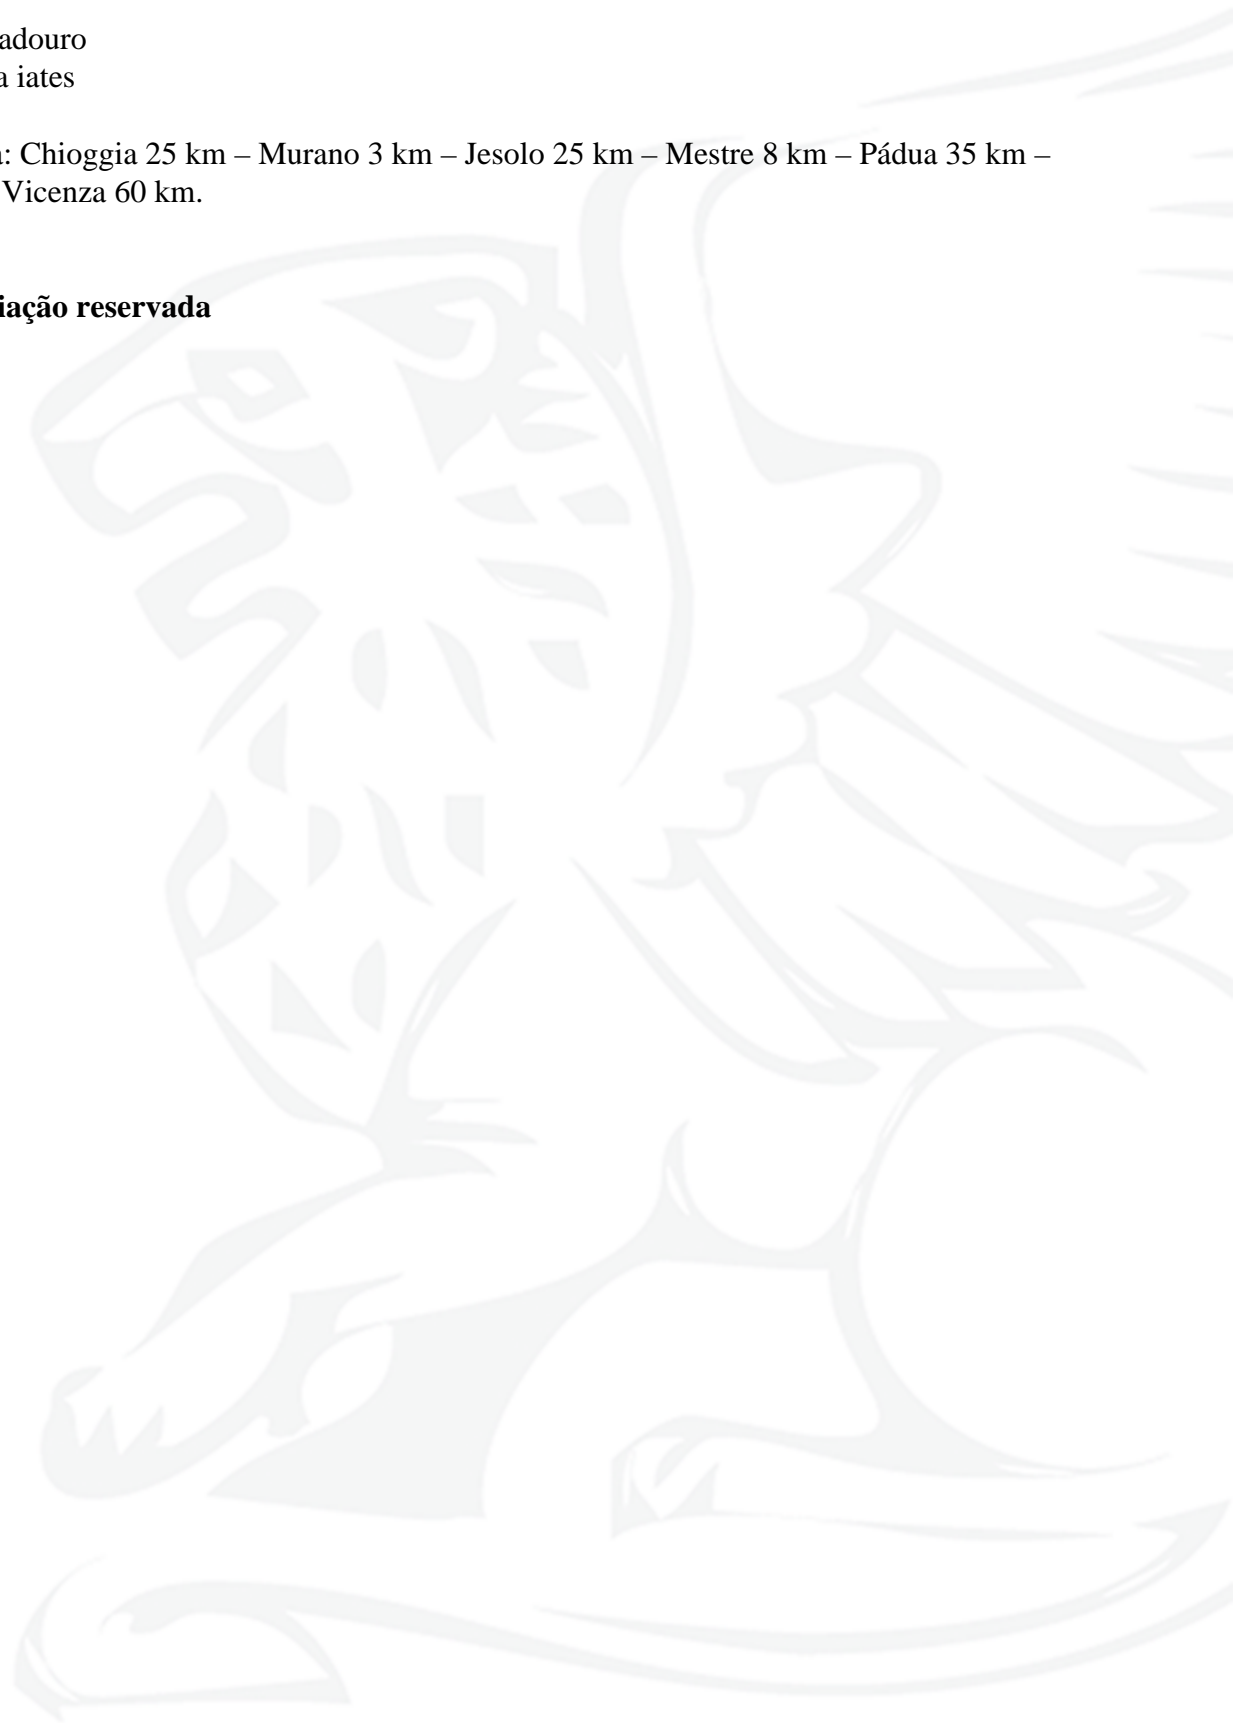 adouro
a iates
a: Chioggia 25 km – Murano 3 km – Jesolo 25 km – Mestre 8 km – Pádua 35 km –
Vicenza 60 km.
iação reservada